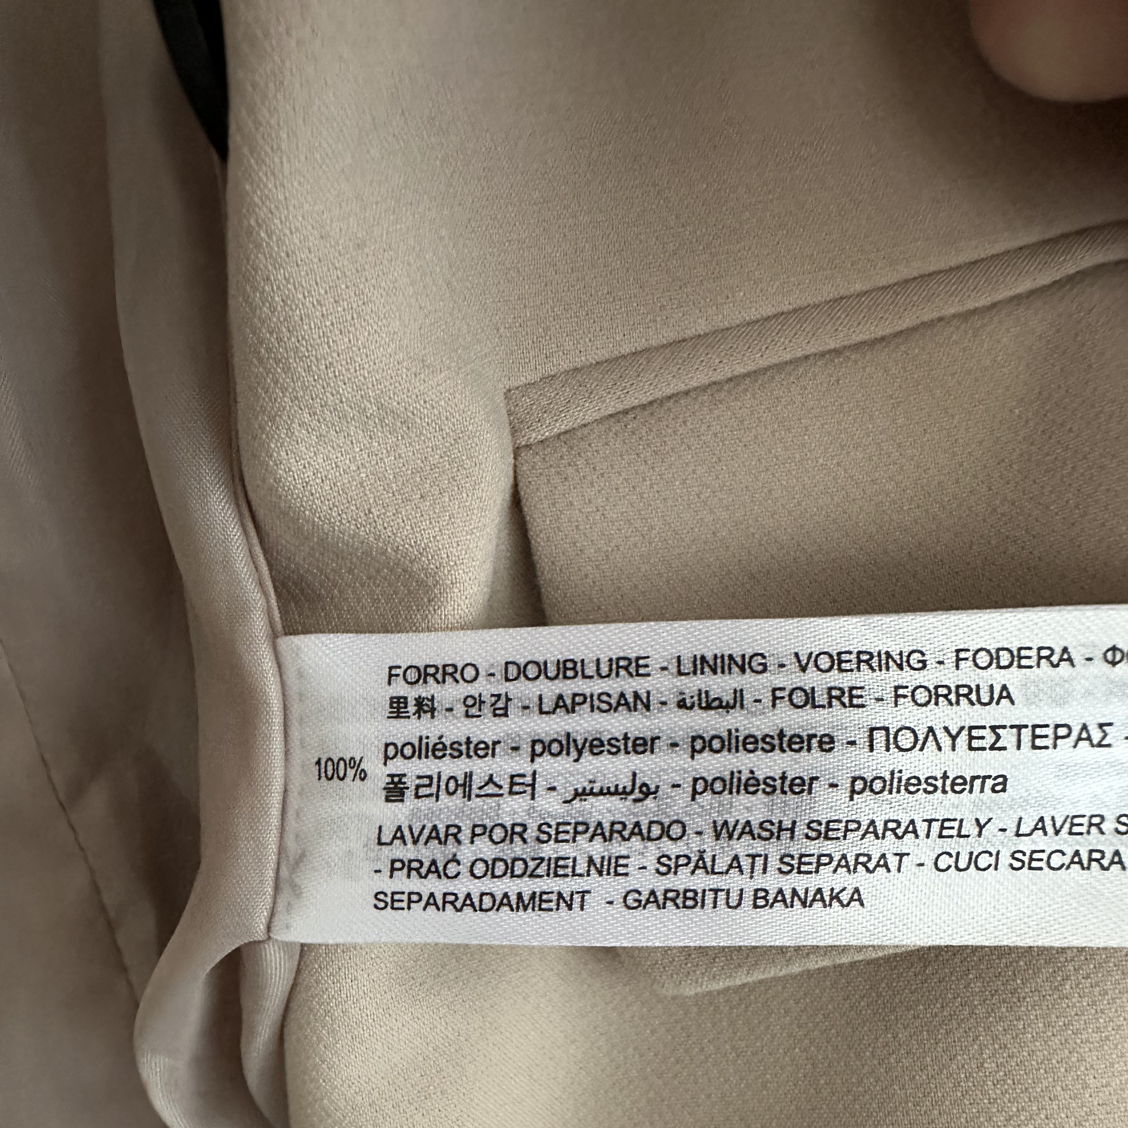 FORRO - DOUBLURE - LINING - VOERING - FODERA -
里料 - 안감 - LAPISAN - البطانة - FOLRE - FORRUA
poliéster - polyester - poliestere - ΠΟΛΥΕΣΤΕΡΑΣ -
100%
폴리에스터 - بوليستير - polièster - poliesterra
LAVAR POR SEPARADO - WASH SEPARATELY - LAVER S
- PRAĆ ODDZIELNIE - SPĂLAȚI SEPARAT - CUCI SECARA
SEPARADAMENT - GARBITU BANAKA